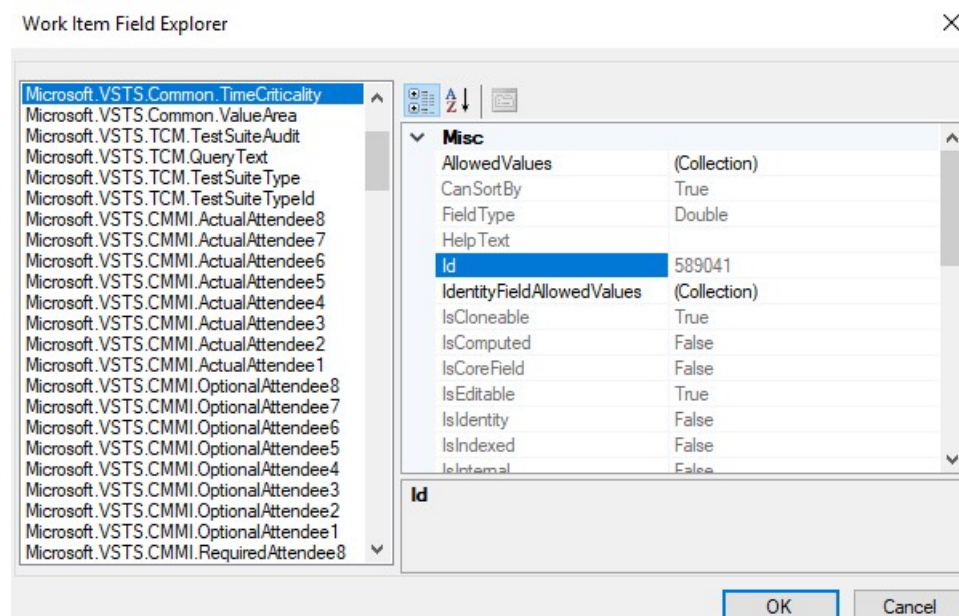 Work Item Field Explorer
Microsoft.VSTS.Common.TimeCriticality
Microsoft.VSTS.Common.ValueArea
Microsoft.VSTS.TCM.TestSuiteAudit
Microsoft.VSTS.TCM.QueryText
Microsoft.VSTS.TCM.TestSuiteType
Microsoft.VSTS.TCM.TestSuiteTypeId
Microsoft.VSTS.CMMI.ActualAttendee8
Microsoft.VSTS.CMMI.ActualAttendee7
Microsoft.VSTS.CMMI.ActualAttendee6
Microsoft.VSTS.CMMI.ActualAttendee5
Microsoft.VSTS.CMMI.ActualAttendee4
Microsoft.VSTS.CMMI.ActualAttendee3
Microsoft.VSTS.CMMI.ActualAttendee2
Microsoft.VSTS.CMMI.ActualAttendee1
Microsoft.VSTS.CMMI.OptionalAttendee8
Microsoft.VSTS.CMMI.OptionalAttendee7
Microsoft.VSTS.CMMI.OptionalAttendee6
Microsoft.VSTS.CMMI.OptionalAttendee5
Microsoft.VSTS.CMMI.OptionalAttendee4
Microsoft.VSTS.CMMI.OptionalAttendee3
Microsoft.VSTS.CMMI.OptionalAttendee2
Microsoft.VSTS.CMMI.OptionalAttendee1
Microsoft.VSTS.CMMI.RequiredAttendee8
Misc
AllowedValues (Collection)
CanSortBy True
FieldType Double
HelpText
Id 589041
IdentityFieldAllowedValues (Collection)
IsCloneable True
IsComputed False
IsCoreField False
IsEditable True
IsIdentity False
IsIndexed False
IsInternal False
Id
OK Cancel